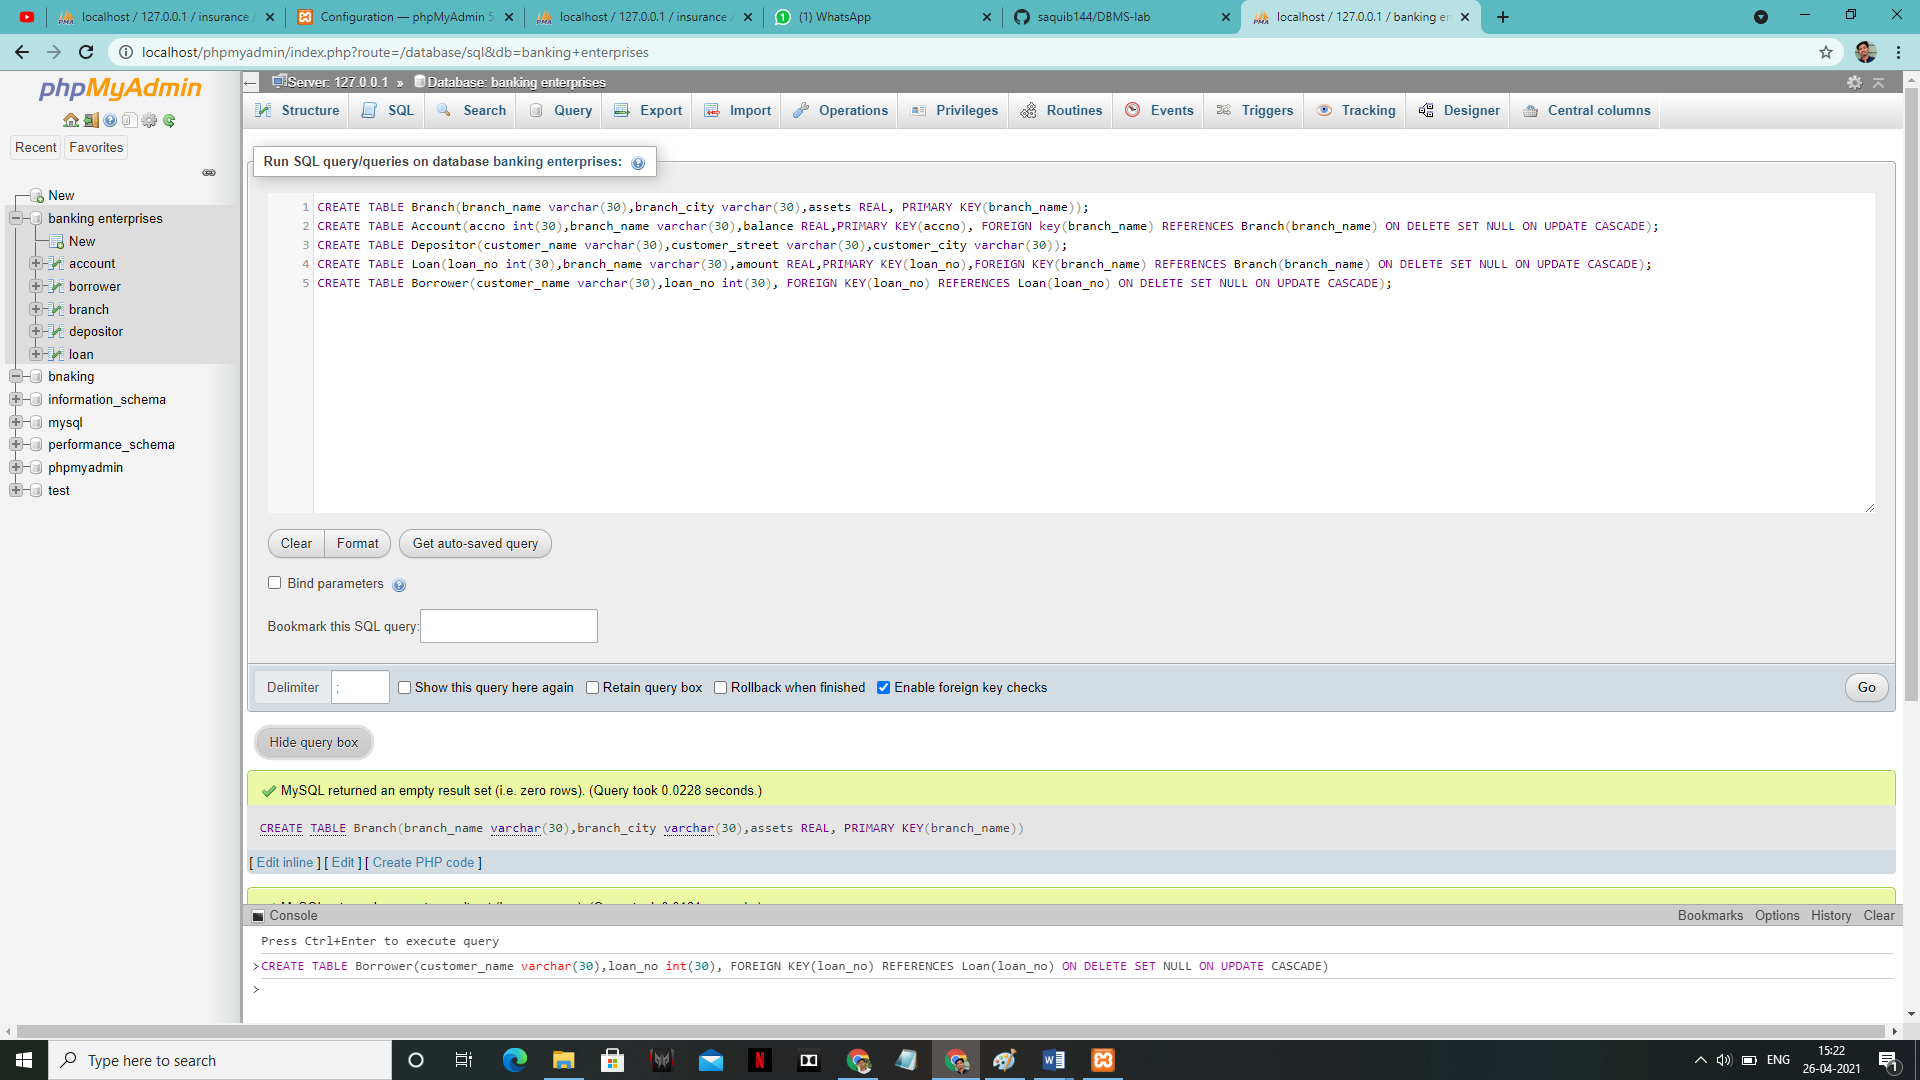 localhost / 127.0.0.1 / insurance /
Configuration — phpMyAdmin 5
localhost / 127.0.0.1 / insurance /
(1) WhatsApp
saquib144/DBMS-lab
localhost / 127.0.0.1 / banking en
localhost/phpmyadmin/index.php?route=/database/sql&db=banking+enterprises
phpMyAdmin
Recent
Favorites
New
banking enterprises
New
account
borrower
branch
depositor
loan
bnaking
information_schema
mysql
performance_schema
phpmyadmin
test
Server: 127.0.0.1 » Database: banking enterprises
Structure SQL Search Query Export Import Operations Privileges Routines Events Triggers Tracking Designer Central columns
Run SQL query/queries on database banking enterprises:
1 CREATE TABLE Branch(branch_name varchar(30),branch_city varchar(30),assets REAL, PRIMARY KEY(branch_name));
2 CREATE TABLE Account(accno int(30),branch_name varchar(30),balance REAL,PRIMARY KEY(accno), FOREIGN key(branch_name) REFERENCES Branch(branch_name) ON DELETE SET NULL ON UPDATE CASCADE);
3 CREATE TABLE Depositor(customer_name varchar(30),customer_street varchar(30),customer_city varchar(30));
4 CREATE TABLE Loan(loan_no int(30),branch_name varchar(30),amount REAL,PRIMARY KEY(loan_no),FOREIGN KEY(branch_name) REFERENCES Branch(branch_name) ON DELETE SET NULL ON UPDATE CASCADE);
5 CREATE TABLE Borrower(customer_name varchar(30),loan_no int(30), FOREIGN KEY(loan_no) REFERENCES Loan(loan_no) ON DELETE SET NULL ON UPDATE CASCADE);
Clear Format Get auto-saved query
Bind parameters
Bookmark this SQL query:
Delimiter ; Show this query here again Retain query box Rollback when finished Enable foreign key checks Go
Hide query box
MySQL returned an empty result set (i.e. zero rows). (Query took 0.0228 seconds.)
CREATE TABLE Branch(branch_name varchar(30),branch_city varchar(30),assets REAL, PRIMARY KEY(branch_name))
[ Edit inline ] [ Edit ] [ Create PHP code ]
Console
Bookmarks Options History Clear
Press Ctrl+Enter to execute query
>CREATE TABLE Borrower(customer_name varchar(30),loan_no int(30), FOREIGN KEY(loan_no) REFERENCES Loan(loan_no) ON DELETE SET NULL ON UPDATE CASCADE)
>
Type here to search
ENG
15:22
26-04-2021
1